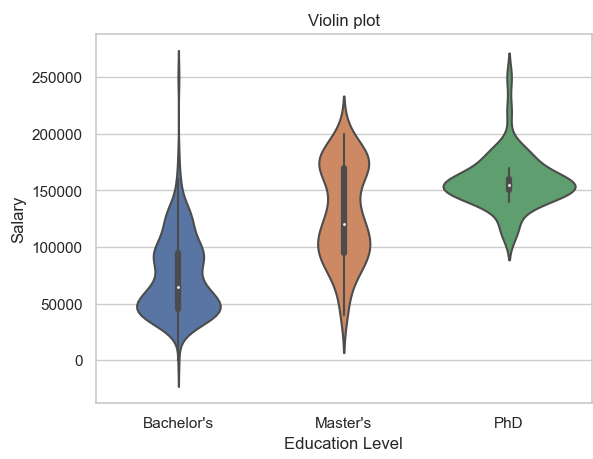 Violin plot
Salary
250000
200000
150000
100000
50000
0
Bachelor's
Master's
PhD
Education Level